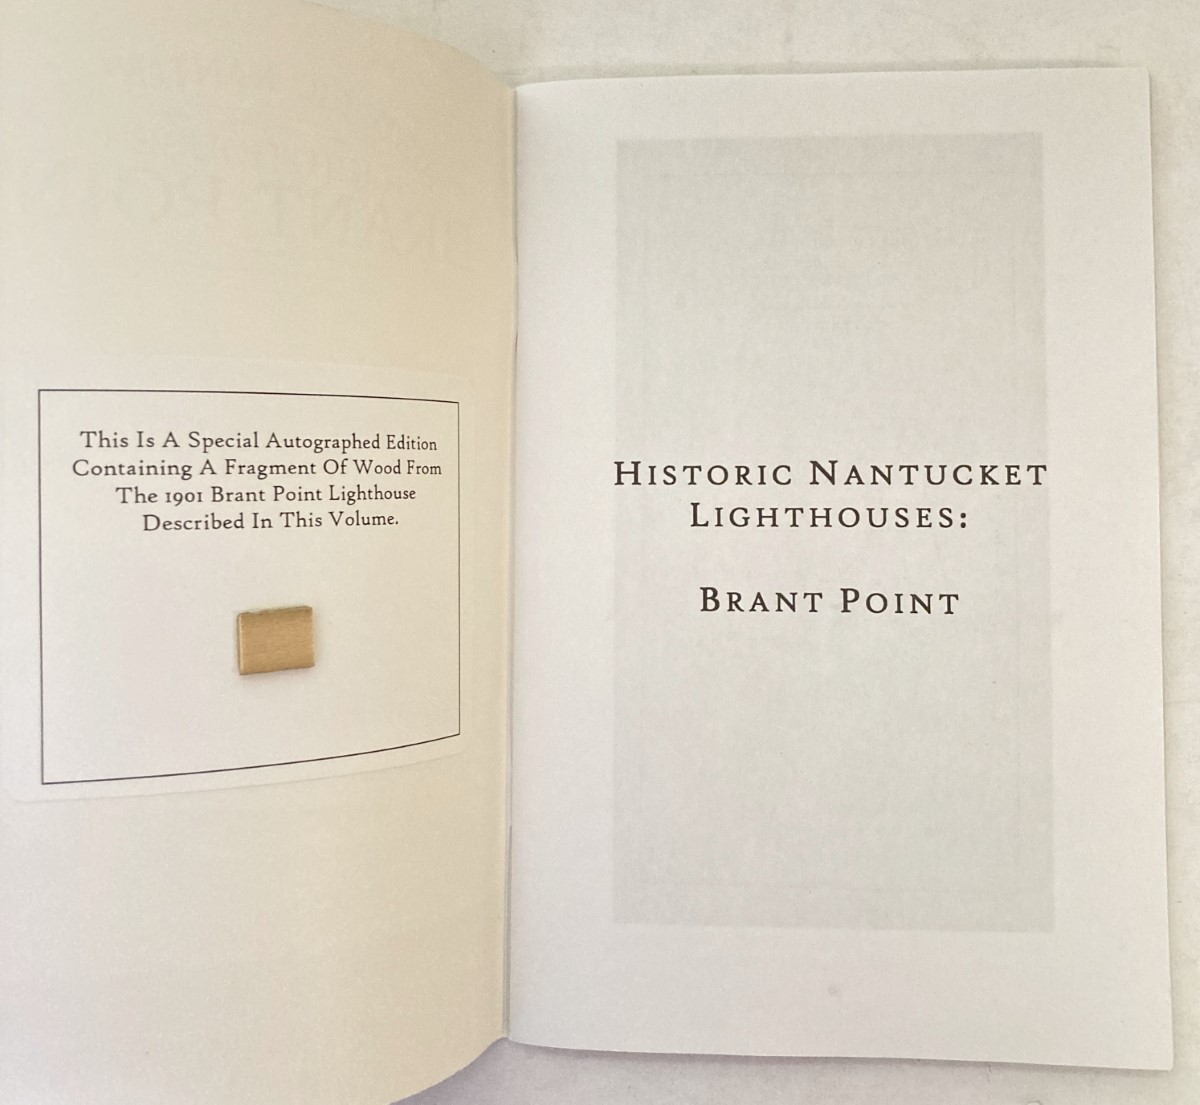 This Is A Special Autographed Edition
Containing A Fragment Of Wood From
The 1901 Brant Point Lighthouse
Described In This Volume.
HISTORIC NANTUCKET
LIGHTHOUSES:
BRANT POINT